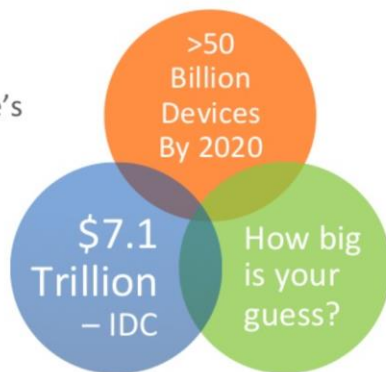 >50
Billion
Devices
By 2020
's
$7.1
Trillion
– IDC
How big
is your
guess?